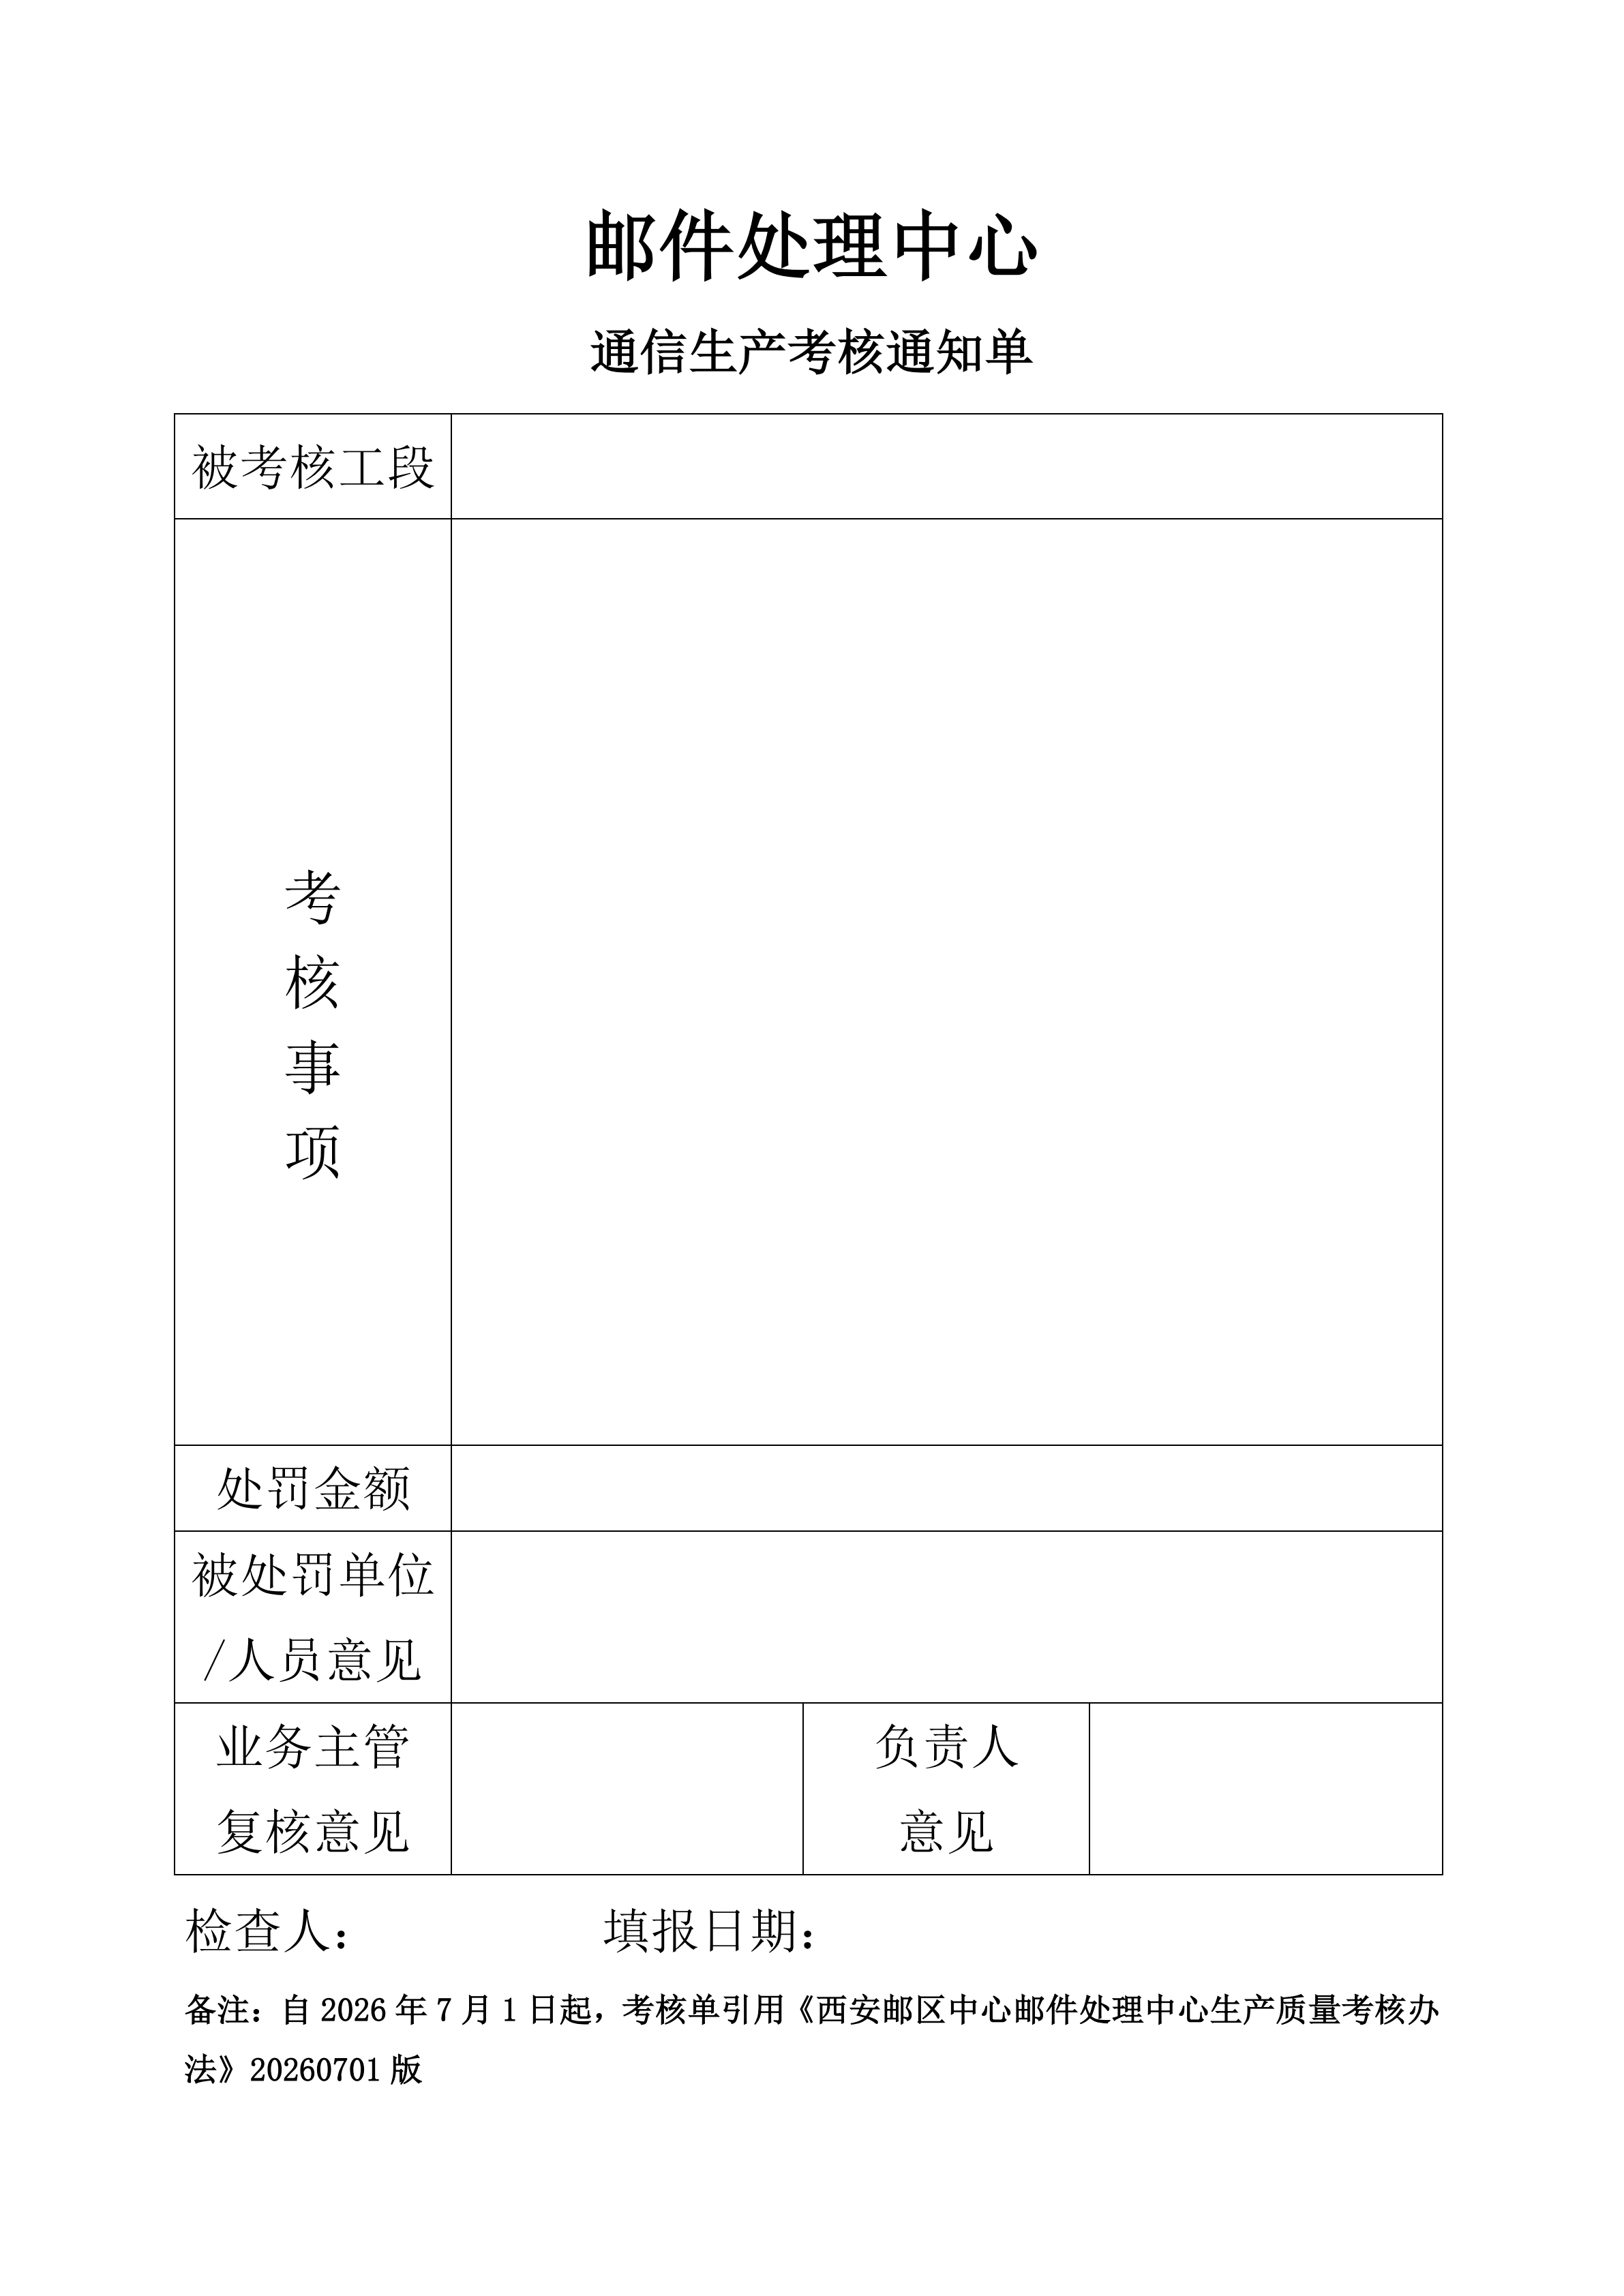 邮件处理中心
通信生产考核通知单
被考核工段
考
核
事
项
处罚金额
被处罚单位
/人员意见
业务主管
复核意见
负责人
意见
检查人： 填报日期：
备注：自 2026 年 7 月 1 日起，考核单引用《西安邮区中心邮件处理中心生产质量考核办
法》20260701 版